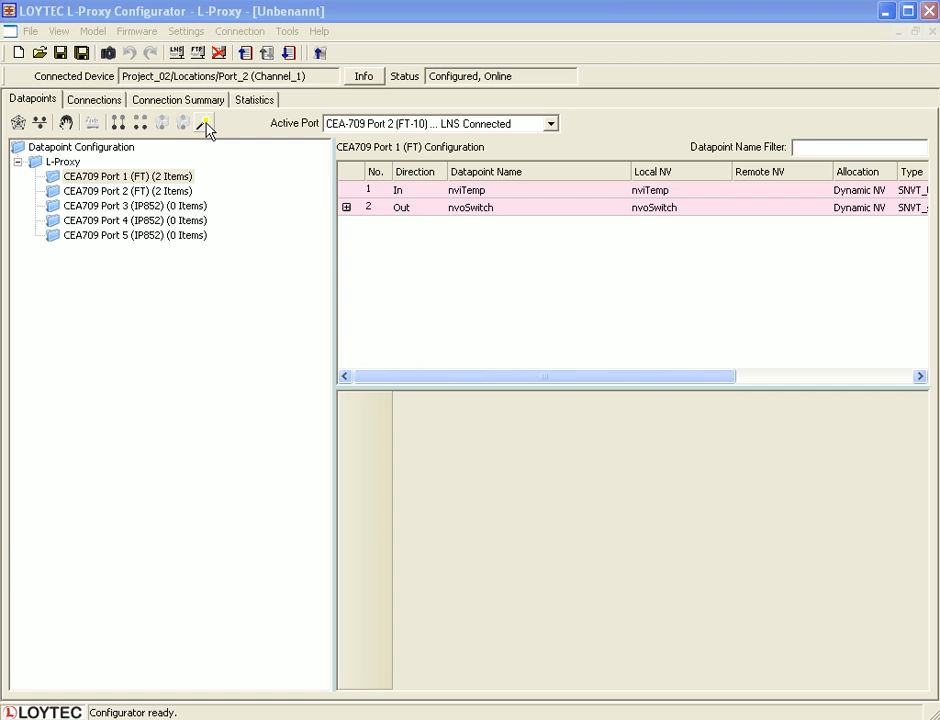 LOYTEC L-Proxy Configurator - L-Proxy - [Unbenannt]
File View Model Firmware Settings Connection Tools Help
Connected Device Project_02/Locations/Port_2 (Channel_1) Info Status Configured, Online
Datapoints Connections Connection Summary Statistics
Active Port CEA-709 Port 2 (FT-10) ... LNS Connected
Datapoint Configuration
L-Proxy
CEA709 Port 1 (FT) (2 Items)
CEA709 Port 2 (FT) (2 Items)
CEA709 Port 3 (IP852) (0 Items)
CEA709 Port 4 (IP852) (0 Items)
CEA709 Port 5 (IP852) (0 Items)
CEA709 Port 1 (FT) Configuration Datapoint Name Filter:
No. Direction Datapoint Name Local NV Remote NV Allocation Type
1 In nviTemp nviTemp Dynamic NV
2 Out nvoSwitch nvoSwitch Dynamic NV
LOYTEC Configurator ready.